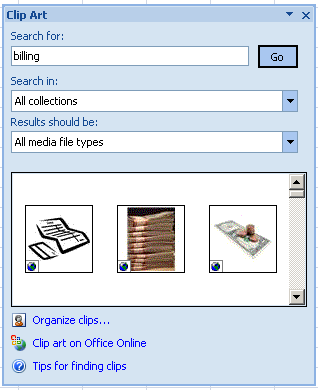 Clip Art
Search for:
billing
Go
Search in:
All collections
Results should be:
All media file types
Organize clips...
Clip art on Office Online
Tips for finding clips